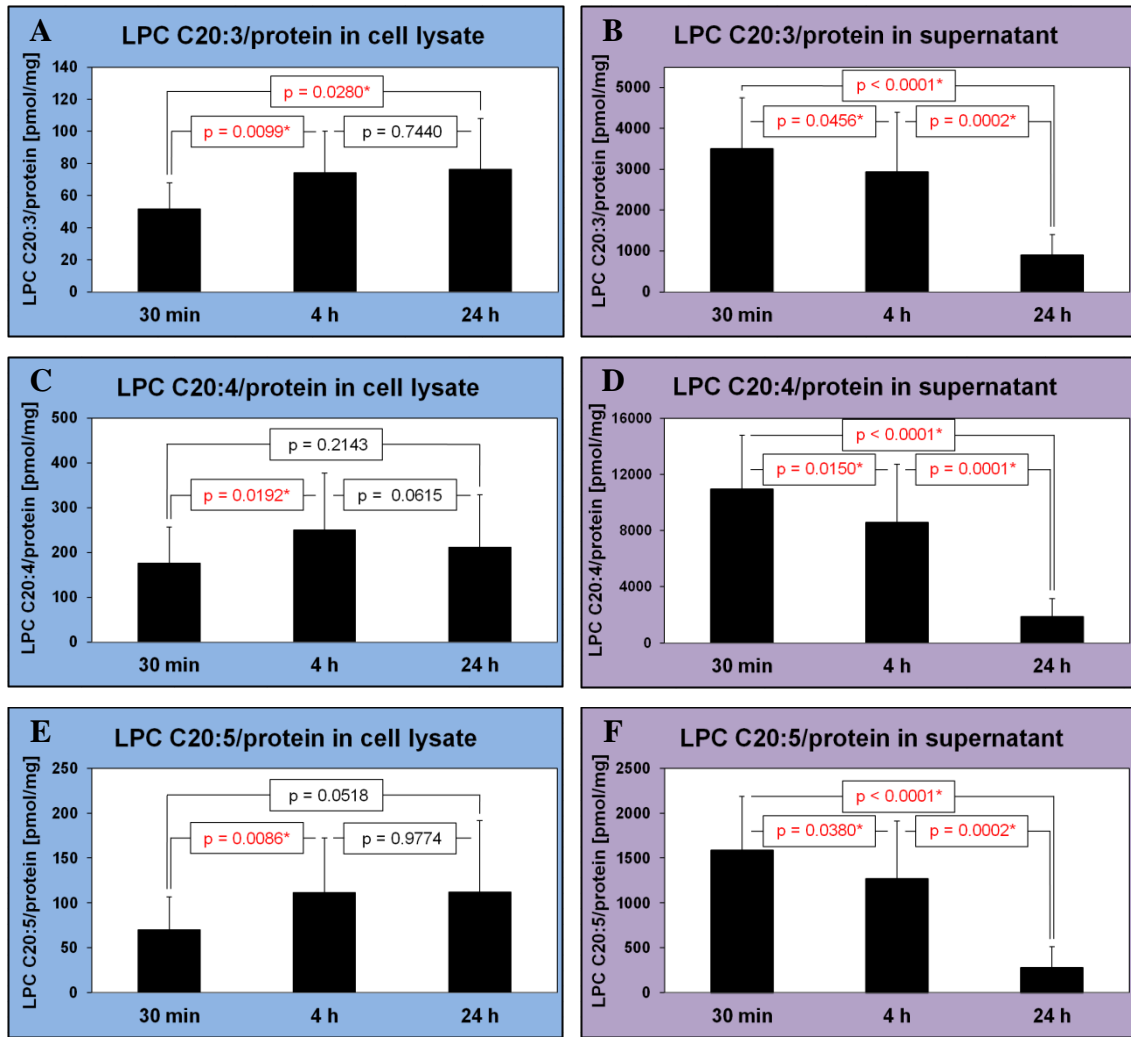 A
LPC C20:3/protein in cell lysate
LPC C20:3/protein [pmol/mg]
140
120
100
80
60
40
20
0
p = 0.0280*
p = 0.0099*
p = 0.7440
30 min 4 h 24 h
B
LPC C20:3/protein in supernatant
LPC C20:3/protein [pmol/mg]
5000
4000
3000
2000
1000
0
p < 0.0001*
p = 0.0456*
p = 0.0002*
30 min 4 h 24 h
C
LPC C20:4/protein in cell lysate
LPC C20:4/protein [pmol/mg]
500
400
300
200
100
0
p = 0.2143
p = 0.0192*
p = 0.0615
30 min 4 h 24 h
D
LPC C20:4/protein in supernatant
LPC C20:4/protein [pmol/mg]
16000
12000
8000
4000
0
p < 0.0001*
p = 0.0150*
p = 0.0001*
30 min 4 h 24 h
E
LPC C20:5/protein in cell lysate
LPC C20:5/protein [pmol/mg]
250
200
150
100
50
0
p = 0.0518
p = 0.0086*
p = 0.9774
30 min 4 h 24 h
F
LPC C20:5/protein in supernatant
LPC C20:5/protein [pmol/mg]
2500
2000
1500
1000
500
0
p < 0.0001*
p = 0.0380*
p = 0.0002*
30 min 4 h 24 h